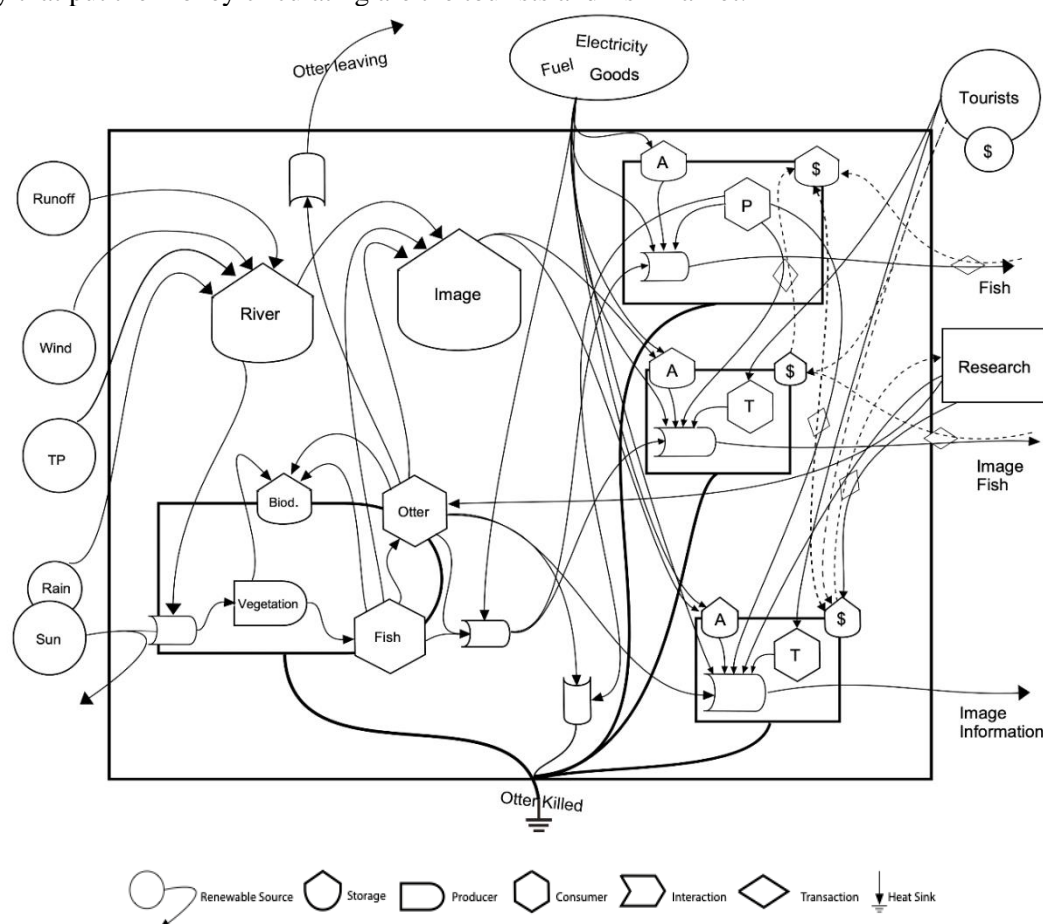 Otter leaving
Electricity
Fuel
Goods
Tourists
$
Runoff
A
$
P
River
Image
Fish
Wind
A
$
Research
T
TP
Image
Fish
Biod.
Otter
Rain
Vegetation
Sun
Fish
A
$
T
Image
Information
Otter Killed
Renewable Source
Storage
Producer
Consumer
Interaction
Transaction
Heat Sink